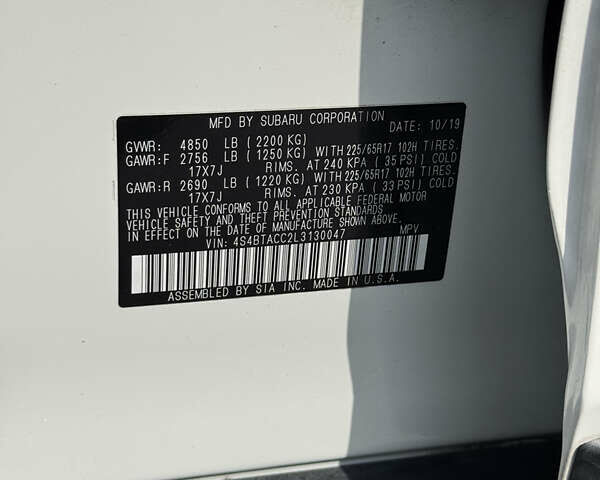 MFD BY SUBARU CORPORATION
DATE: 10/19
GVWR: 4850 LB (2200 KG)
GAWR:F 2756 LB (1250 KG) WITH 225/65R17 102H TIRES.
17X7J RIMS. AT 240 KPA (35 PSI) COLD
GAWR:R 2690 LB (1220 KG) WITH 225/65R17 102H TIRES.
17X7J RIMS. AT 230 KPA (33 PSI) COLD
THIS VEHICLE CONFORMS TO ALL APPLICABLE FEDERAL MOTOR
VEHICLE SAFETY AND THEFT PREVENTION STANDARDS
IN EFFECT ON THE DATE OF MANUFACTURE SHOWN ABOVE.
VIN: 4S4BTACC2L3130047 MPV
ASSEMBLED BY SIA INC. MADE IN U.S.A.